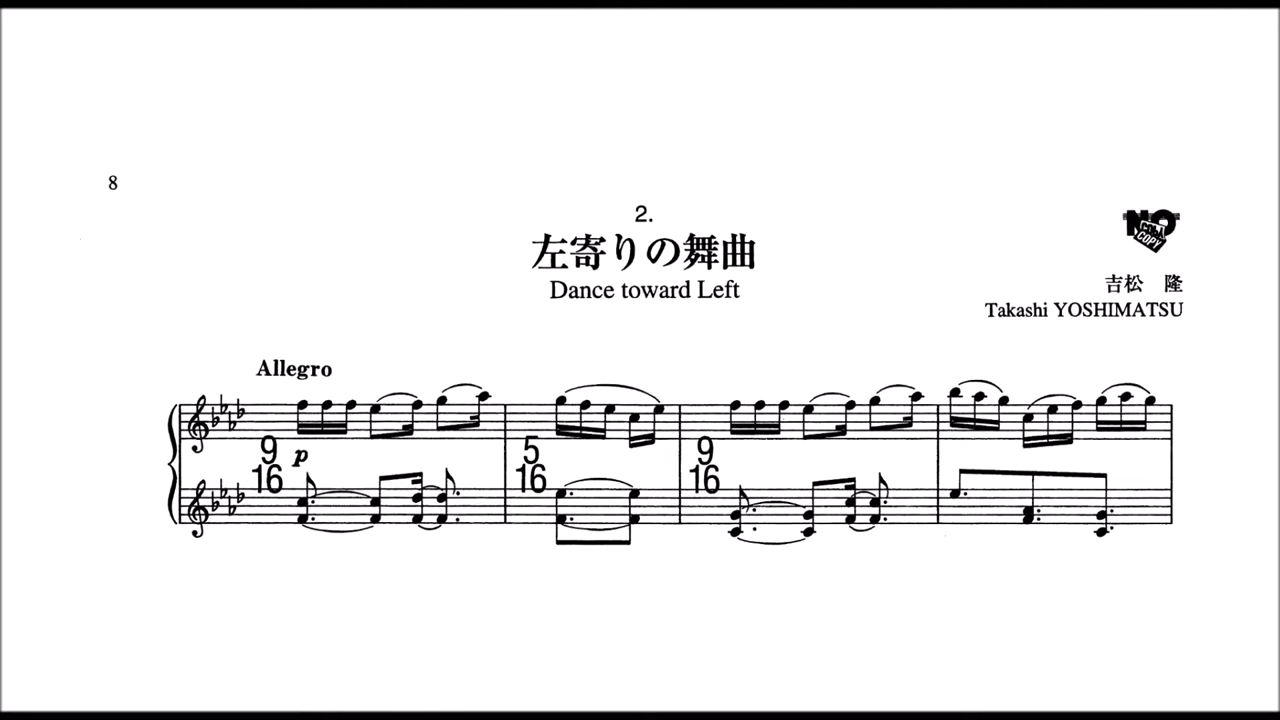 8
2.
左寄りの舞曲
Dance toward Left
NO COPY
吉松 隆
Takashi YOSHIMATSU
Allegro
9 5 9
p
16 16 16